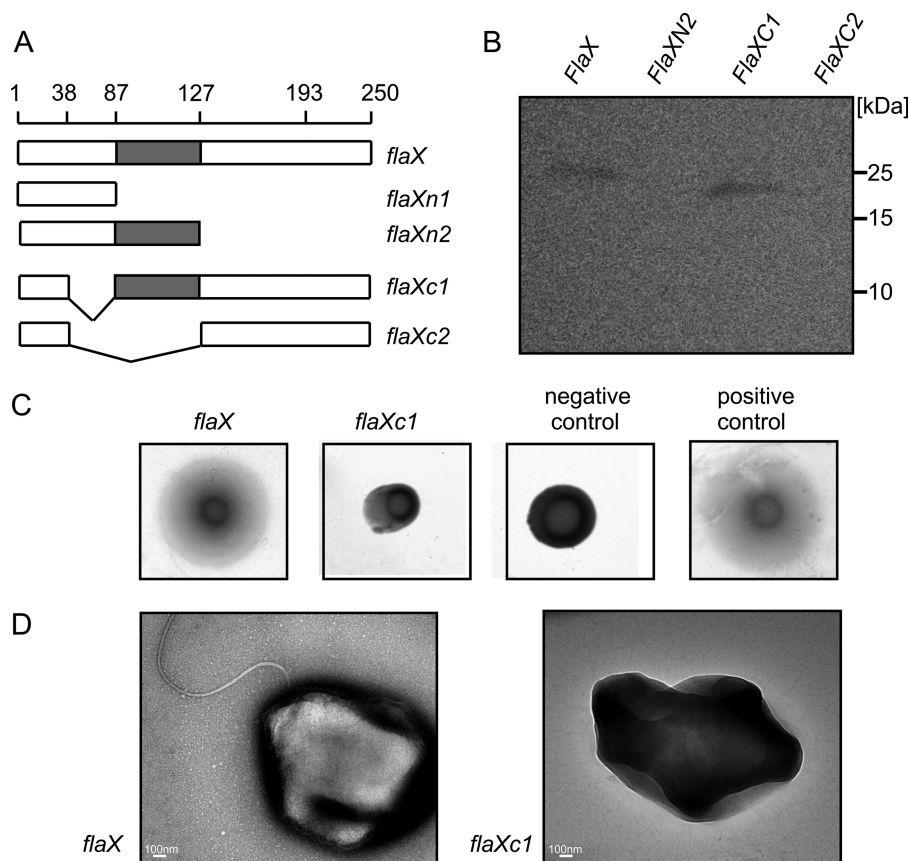 A
1 38 87 127 193 250
flaX
flaXn1
flaXn2
flaXc1
flaXc2
B
FlaX FlaXN2 FlaXC1 FlaXC2
[kDa]
25
15
10
C
flaX
flaXc1
negative
control
positive
control
D
100nm
flaX
100nm
flaXc1